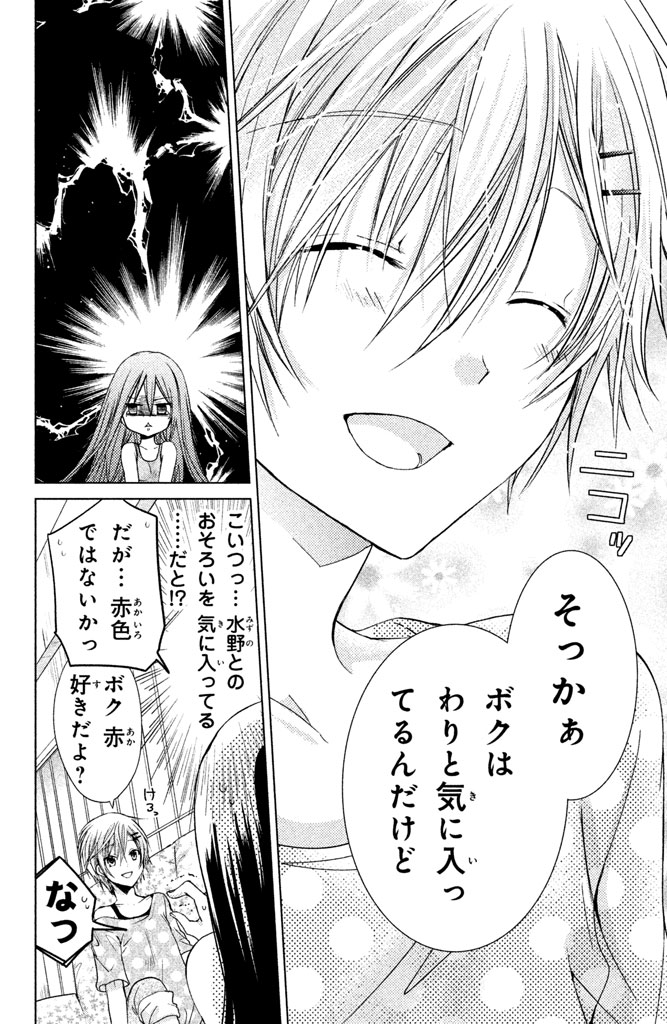 そっかぁ
ボクは
わりと気に入っ
てるんだけど
ニコッ
こいつっ…水野との
おそろいを気に入ってる
……だと!?
だが…赤色
ではないかっ
ボク赤
好きだよ?
けろっ
なっ